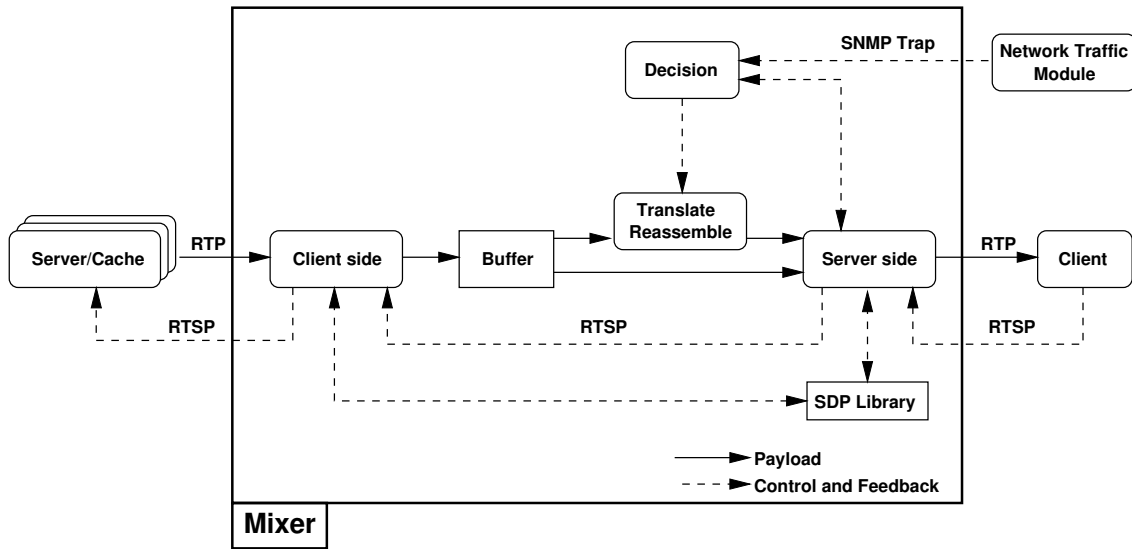 SNMP Trap
Network Traffic
Module
Decision
Translate
Reassemble
Server/Cache
RTP
Client side
Buffer
Server side
RTP
Client
RTSP
RTSP
RTSP
SDP Library
Payload
Control and Feedback
Mixer